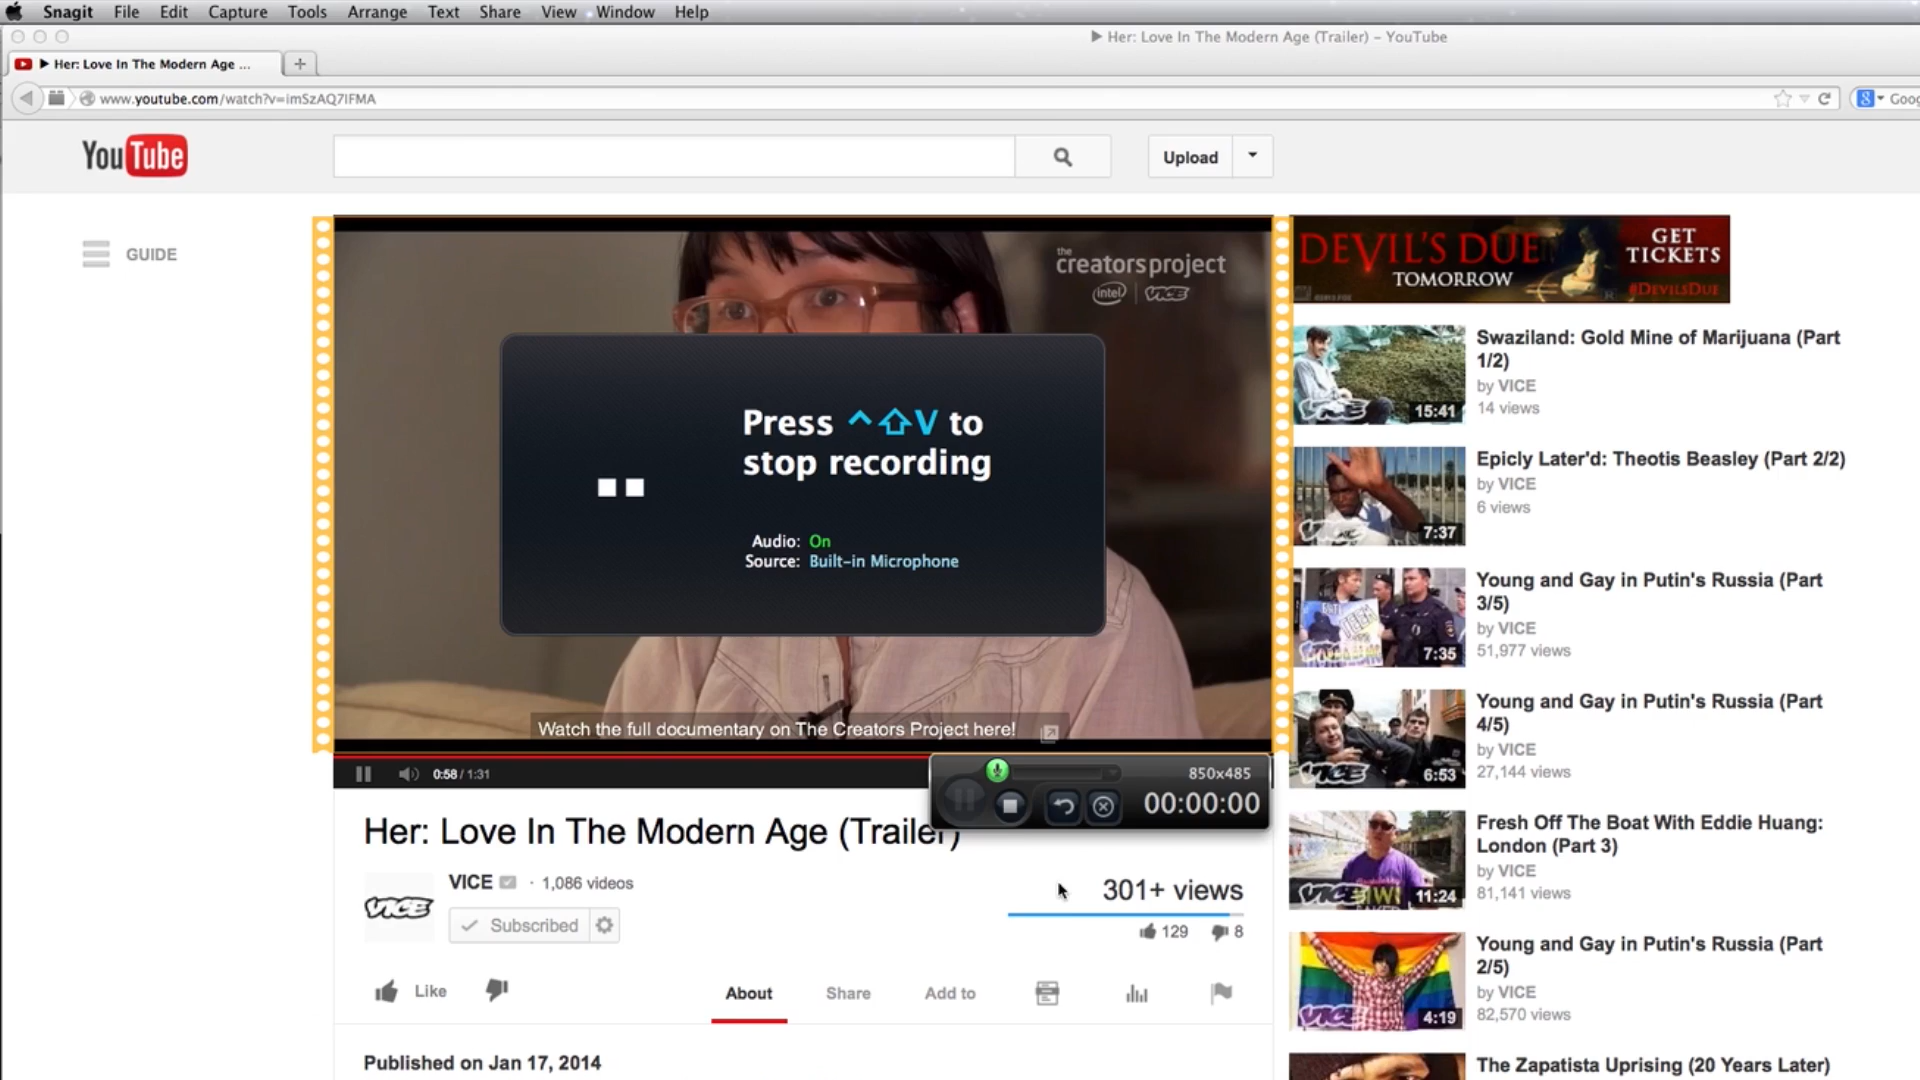 Snagit File Edit Capture Tools Arrange Text Share View Window Help
▶ Her: Love In The Modern Age (Trailer) – YouTube
▶ Her: Love In The Modern Age ...
www.youtube.com/watch?v=imSzAQ7IFMA
Goog
YouTube
Upload
GUIDE
the
creatorsproject
intel VICE
Press ^⇧V to
stop recording
Audio: On
Source: Built-in Microphone
Watch the full documentary on The Creators Project here!
0:58 / 1:31
850x485
00:00:00
Her: Love In The Modern Age (Trailer)
VICE · 1,086 videos
VICE
Subscribed
301+ views
129 8
Like
About Share Add to
Published on Jan 17, 2014
DEVIL'S DUE
TOMORROW
GET
TICKETS
#DEVILSDUE
Swaziland: Gold Mine of Marijuana (Part
1/2)
by VICE
14 views
VICE
15:41
Epicly Later'd: Theotis Beasley (Part 2/2)
by VICE
6 views
VICE
7:37
Young and Gay in Putin's Russia (Part
3/5)
by VICE
51,977 views
VICE
7:35
Young and Gay in Putin's Russia (Part
4/5)
by VICE
27,144 views
VICE
6:53
Fresh Off The Boat With Eddie Huang:
London (Part 3)
by VICE
81,141 views
VICE
11:24
Young and Gay in Putin's Russia (Part
2/5)
by VICE
82,570 views
VICE
4:19
The Zapatista Uprising (20 Years Later)